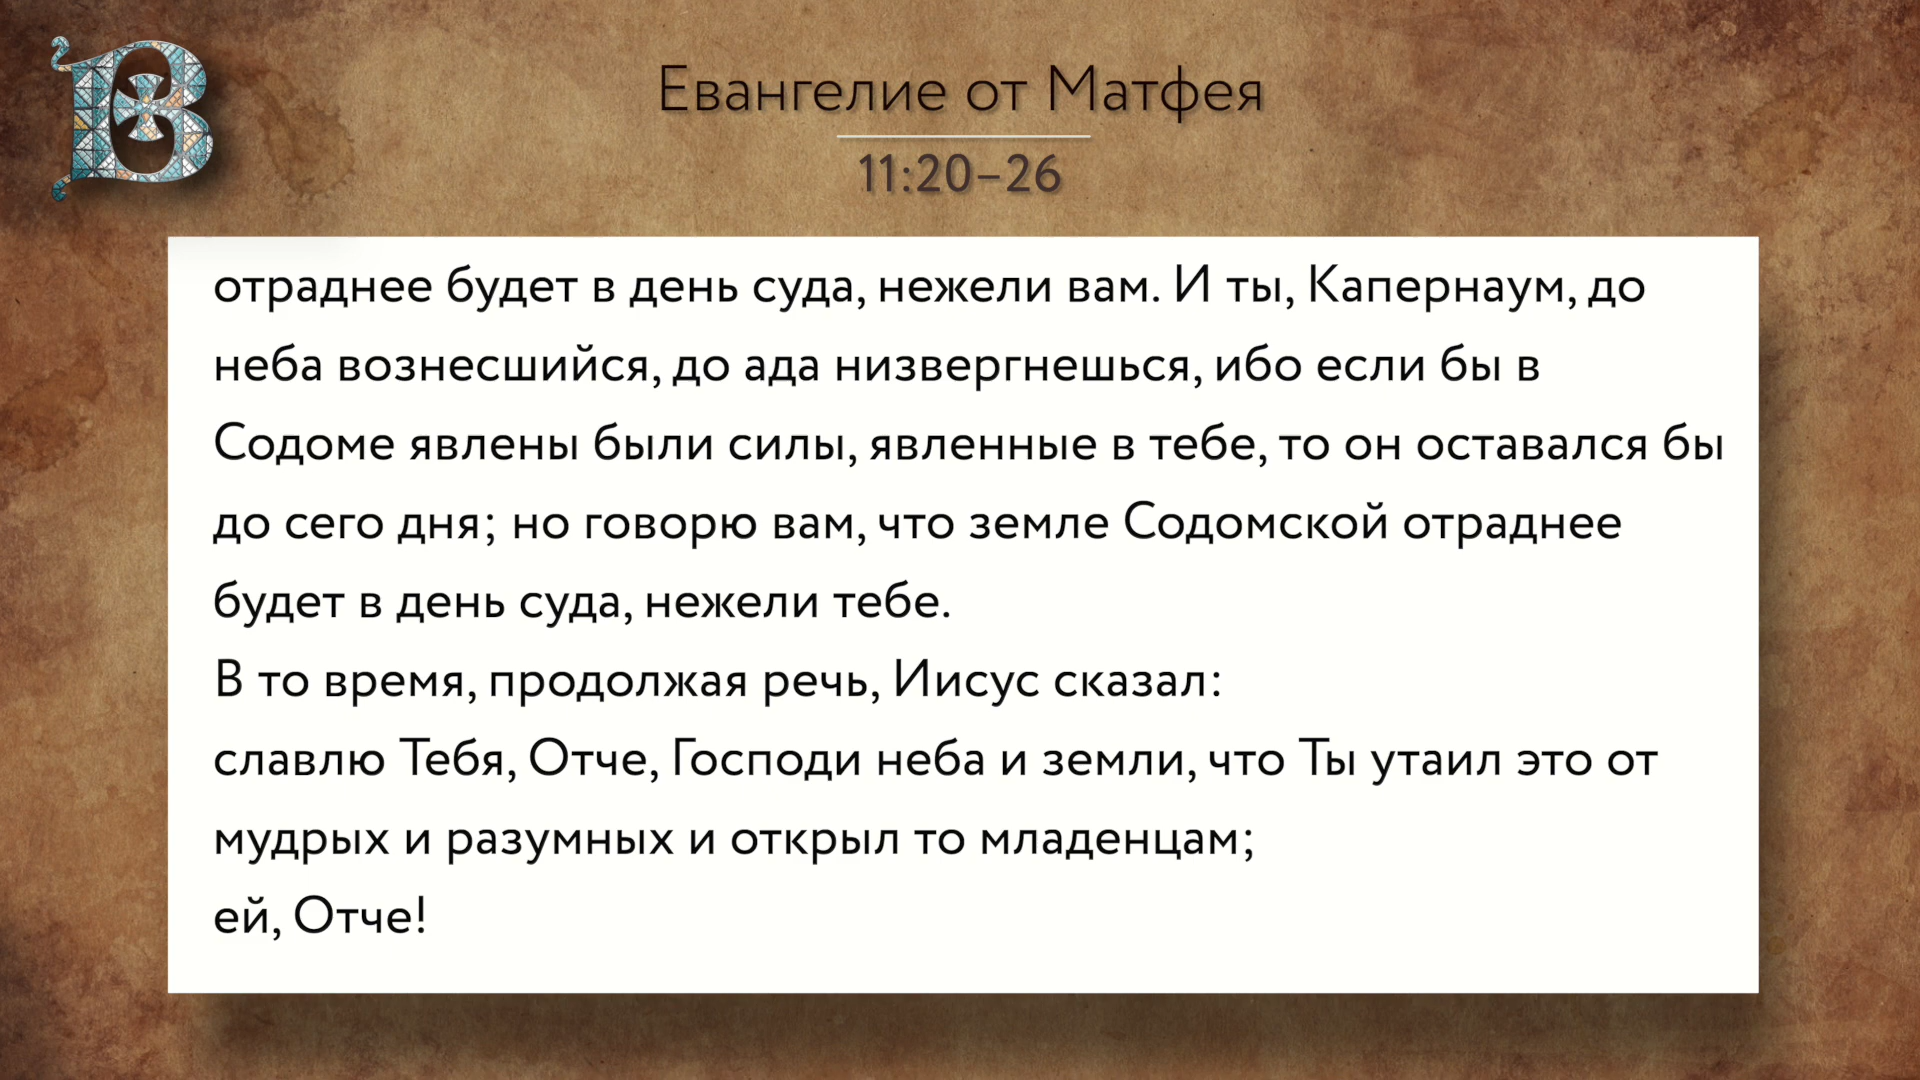 В
Евангелие от Матфея
11:20–26
отраднее будет в день суда, нежели вам. И ты, Капернаум, до
неба вознесшийся, до ада низвергнешься, ибо если бы в
Содоме явлены были силы, явленные в тебе, то он оставался бы
до сего дня; но говорю вам, что земле Содомской отраднее
будет в день суда, нежели тебе.
В то время, продолжая речь, Иисус сказал:
славлю Тебя, Отче, Господи неба и земли, что Ты утаил это от
мудрых и разумных и открыл то младенцам;
ей, Отче!